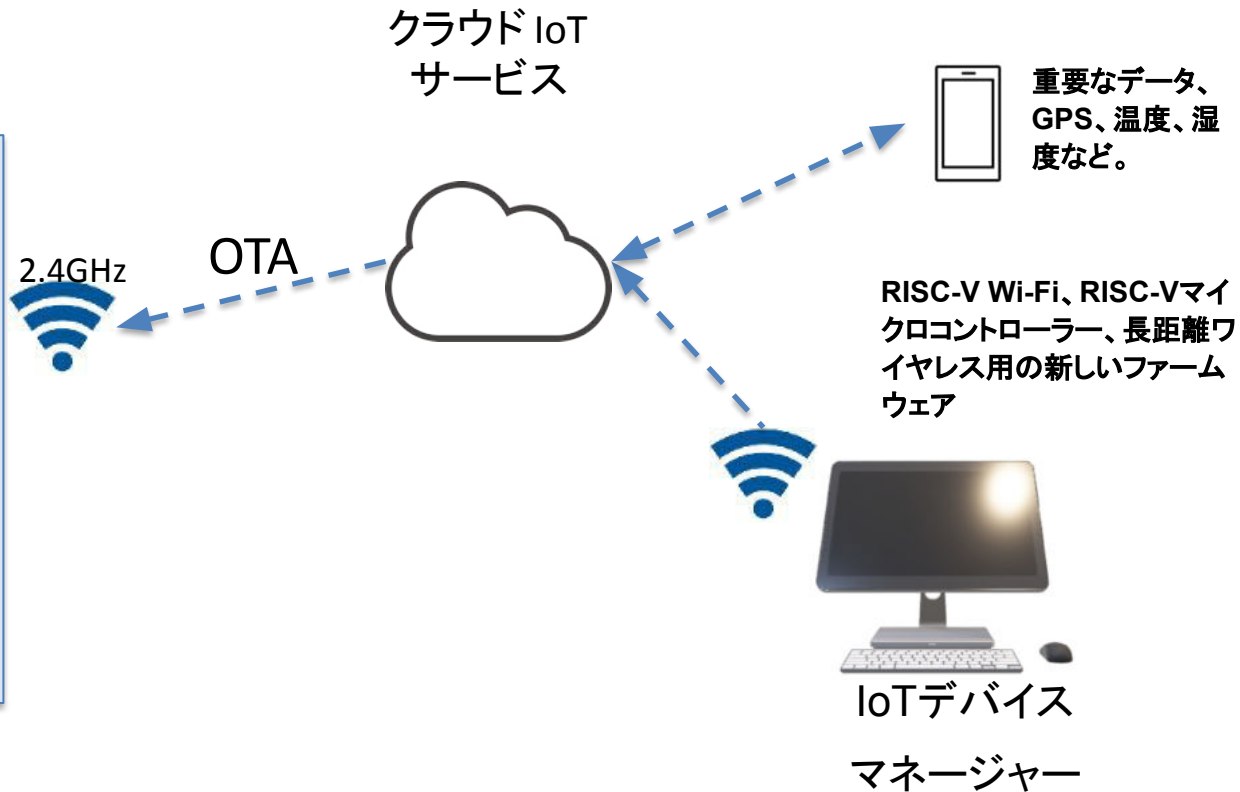 クラウド IoT
サービス
重要なデータ、
GPS、温度、湿
度など。
OTA
2.4GHz
RISC-V Wi-Fi、RISC-Vマイ
クロコントローラー、長距離ワ
イヤレス用の新しいファーム
ウェア
IoTデバイス
マネージャー